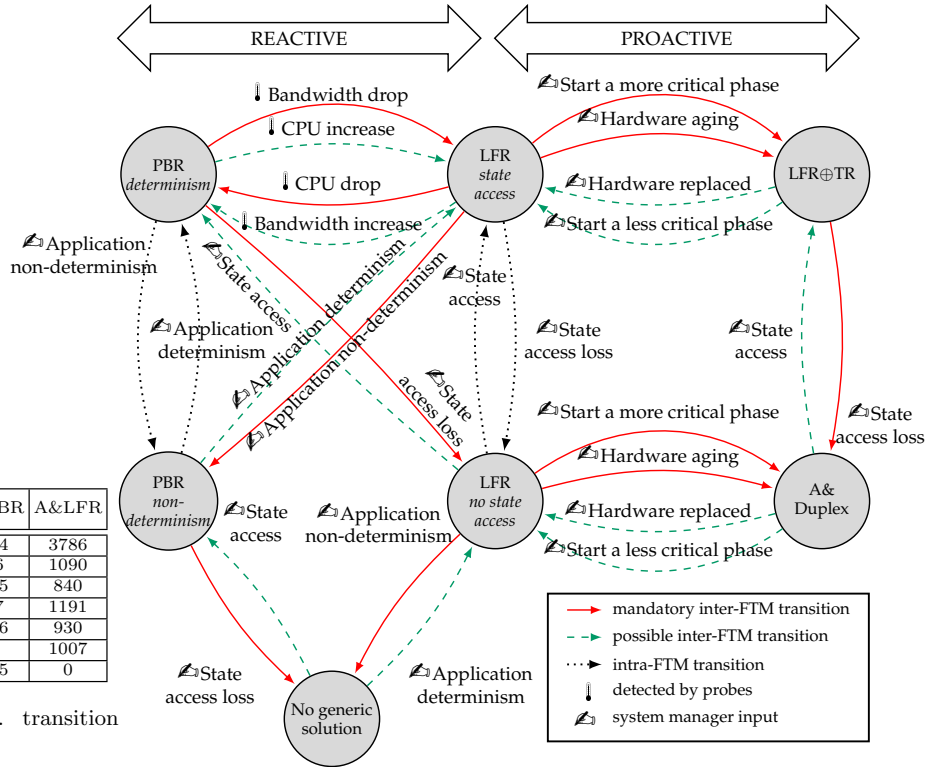 REACTIVE
PROACTIVE
Bandwidth drop
CPU increase
CPU drop
Bandwidth increase
Start a more critical phase
Hardware aging
Hardware replaced
Start a less critical phase
PBR
determinism
LFR
state
access
LFR⊕TR
Application
non-determinism
State access
Application determinism
Application non-determinism
State
access
Application
determinism
State
access loss
State
access
State
access loss
State
access loss
Start a more critical phase
Hardware aging
Hardware replaced
Start a less critical phase
PBR
non-
determinism
LFR
no state
access
A&
Duplex
State
access
Application
non-determinism
State
access loss
Application
determinism
No generic
solution
mandatory inter-FTM transition
possible inter-FTM transition
intra-FTM transition
detected by probes
system manager input
BR A&LFR
4 3786
6 1090
5 840
7 1191
6 930
1007
5 0
. transition